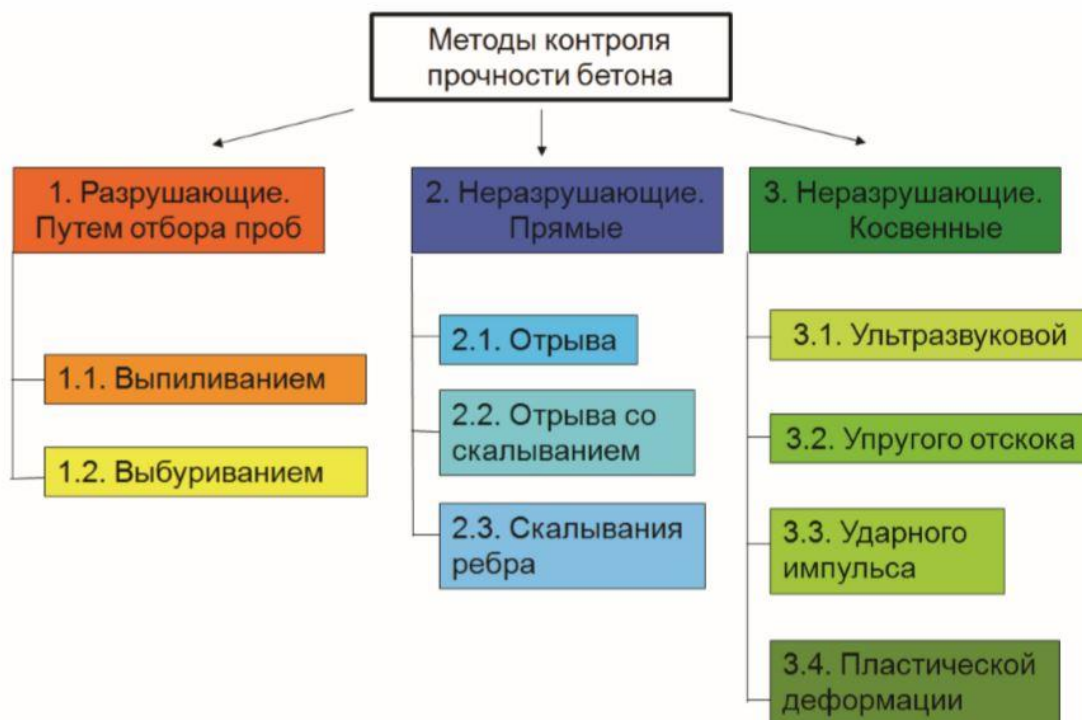 Методы контроля
прочности бетона
1. Разрушающие.
Путем отбора проб
1.1. Выпиливанием
1.2. Выбуриванием
2. Неразрушающие.
Прямые
2.1. Отрыва
2.2. Отрыва со
скалыванием
2.3. Скалывания
ребра
3. Неразрушающие.
Косвенные
3.1. Ультразвуковой
3.2. Упругого отскока
3.3. Ударного
импульса
3.4. Пластической
деформации